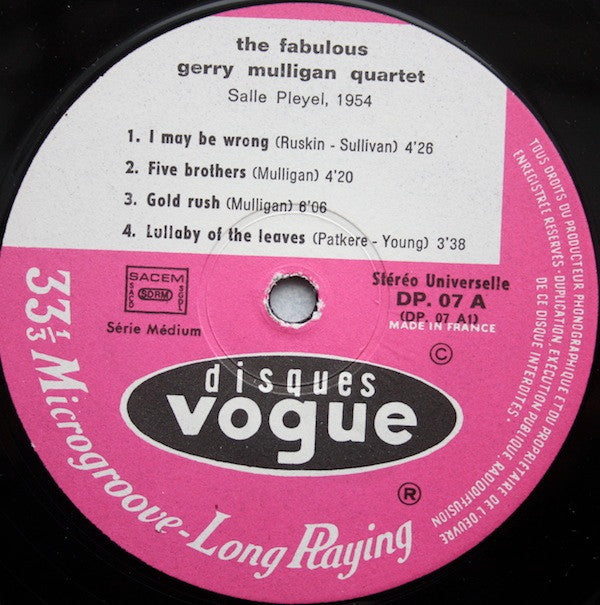 the fabulous
gerry mulligan quartet
Salle Pleyel, 1954
1. I may be wrong (Ruskin - Sullivan) 4'26
2. Five brothers (Mulligan) 4'20
3. Gold rush (Mulligan) 6'06
4. Lullaby of the leaves (Patkere - Young) 3'38
SACEM
SACD
SDRM
SGDL
Série Médium
Stéréo Universelle
DP. 07 A
(DP. 07 A1)
MADE IN FRANCE
©
disques
vogue
®
33 1/3 Microgroove - Long Playing
TOUS DROITS DU PRODUCTEUR PHONOGRAPHIQUE ET DU PROPRIÉTAIRE DE L'OEUVRE
ENREGISTRÉE RÉSERVÉS · DUPLICATION, EXÉCUTION PUBLIQUE, RADIODIFFUSION
DE CE DISQUE INTERDITES.